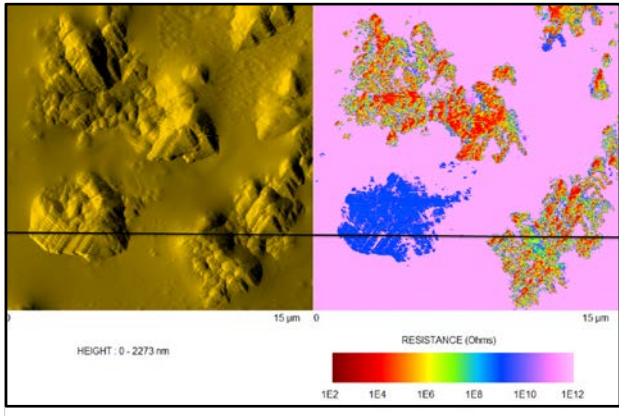 0 15 µm 0 15 µm
HEIGHT : 0 - 2273 nm
RESISTANCE (Ohms)
1E2 1E4 1E6 1E8 1E10 1E12